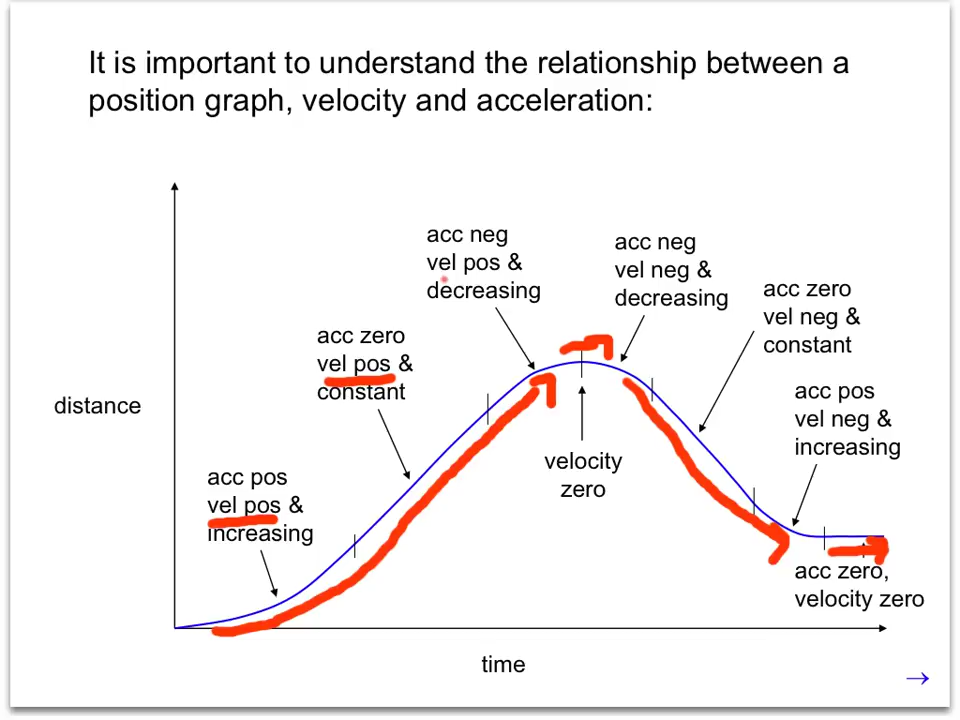 It is important to understand the relationship between a
position graph, velocity and acceleration:
acc neg
vel pos &
decreasing
acc neg
vel neg &
decreasing
acc zero
vel neg &
constant
acc zero
vel pos &
constant
acc pos
vel neg &
increasing
distance
velocity
zero
acc pos
vel pos &
increasing
acc zero,
velocity zero
time